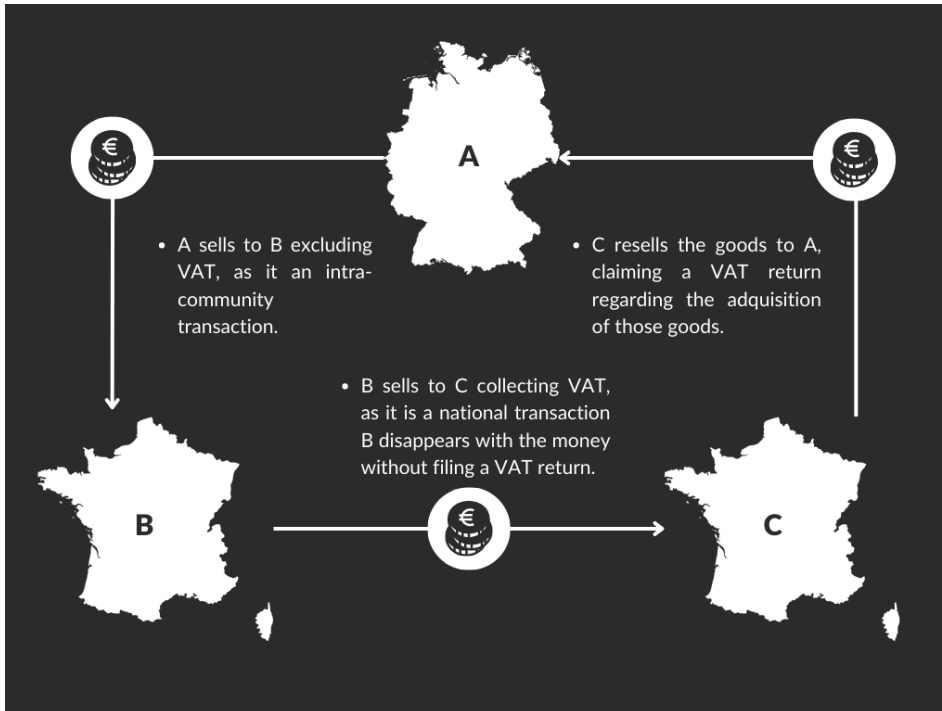 A
• A sells to B excluding
VAT, as it an intra-
community
transaction.
• C resells the goods to A,
claiming a VAT return
regarding the adquisition
of those goods.
• B sells to C collecting VAT,
as it is a national transaction
B disappears with the money
without filing a VAT return.
B
C
€
€
€